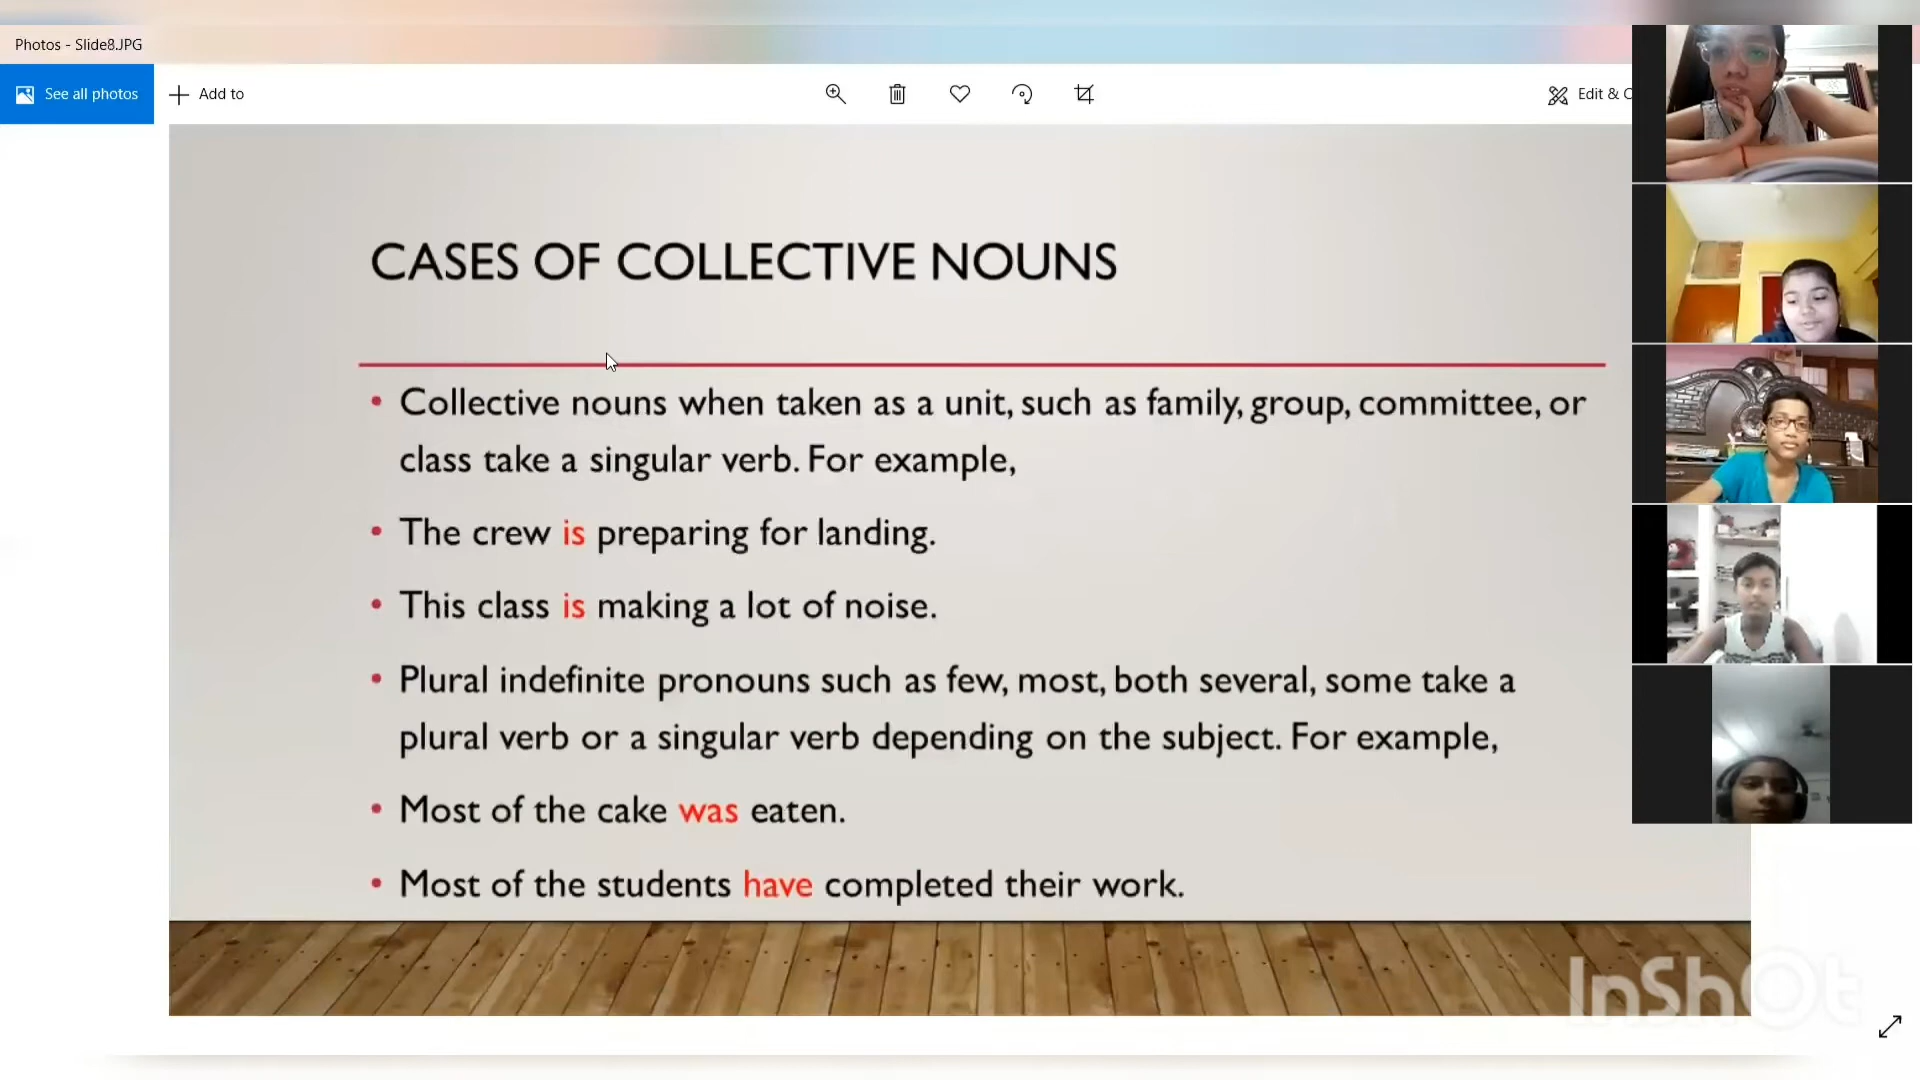 Photos - Slide8.JPG
See all photos
Add to
Edit & C
CASES OF COLLECTIVE NOUNS
• Collective nouns when taken as a unit, such as family, group, committee, or
class take a singular verb. For example,
• The crew is preparing for landing.
• This class is making a lot of noise.
• Plural indefinite pronouns such as few, most, both several, some take a
plural verb or a singular verb depending on the subject. For example,
• Most of the cake was eaten.
• Most of the students have completed their work.
InShOt